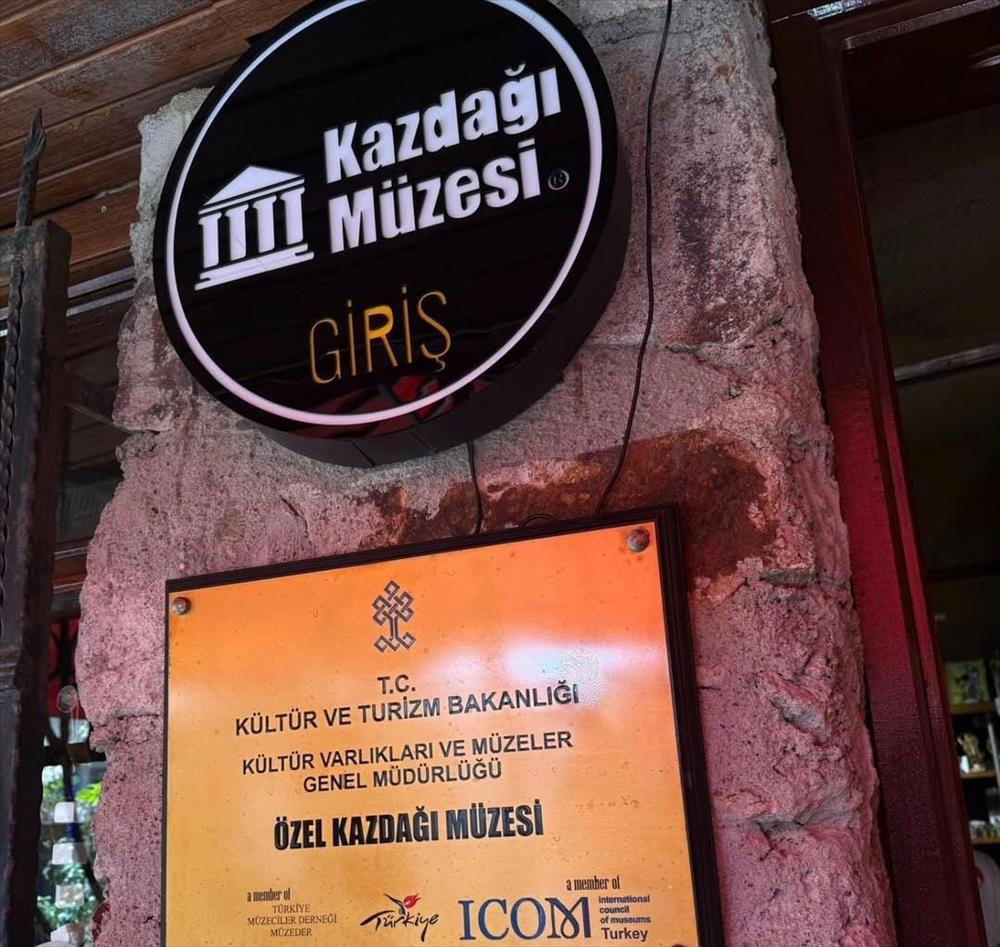 Kazdağı
Müzesi ®
GİRİŞ
T.C.
KÜLTÜR VE TURİZM BAKANLIĞI
KÜLTÜR VARLIKLARI VE MÜZELER
GENEL MÜDÜRLÜĞÜ
ÖZEL KAZDAĞI MÜZESİ
a member of
TÜRKİYE
MÜZECİLER DERNEĞİ
MÜZEDER
Türkiye
a member of
ICOM
international
council
of museums
Turkey